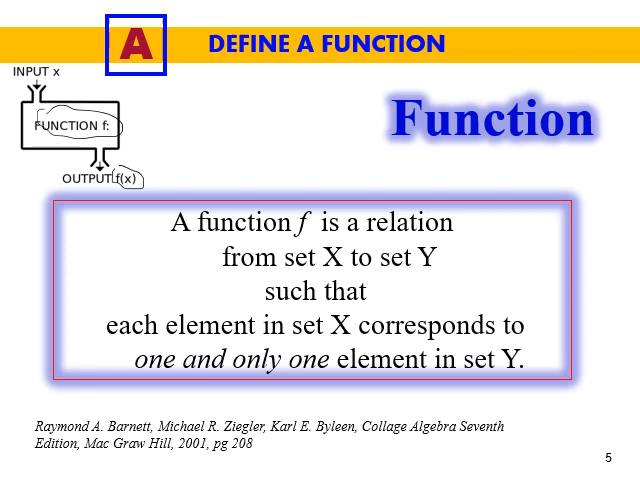 A
DEFINE A FUNCTION
INPUT x
FUNCTION f:
OUTPUT f(x)
Function
A function f is a relation
from set X to set Y
such that
each element in set X corresponds to
one and only one element in set Y.
Raymond A. Barnett, Michael R. Ziegler, Karl E. Byleen, Collage Algebra Seventh
Edition, Mac Graw Hill, 2001, pg 208
5